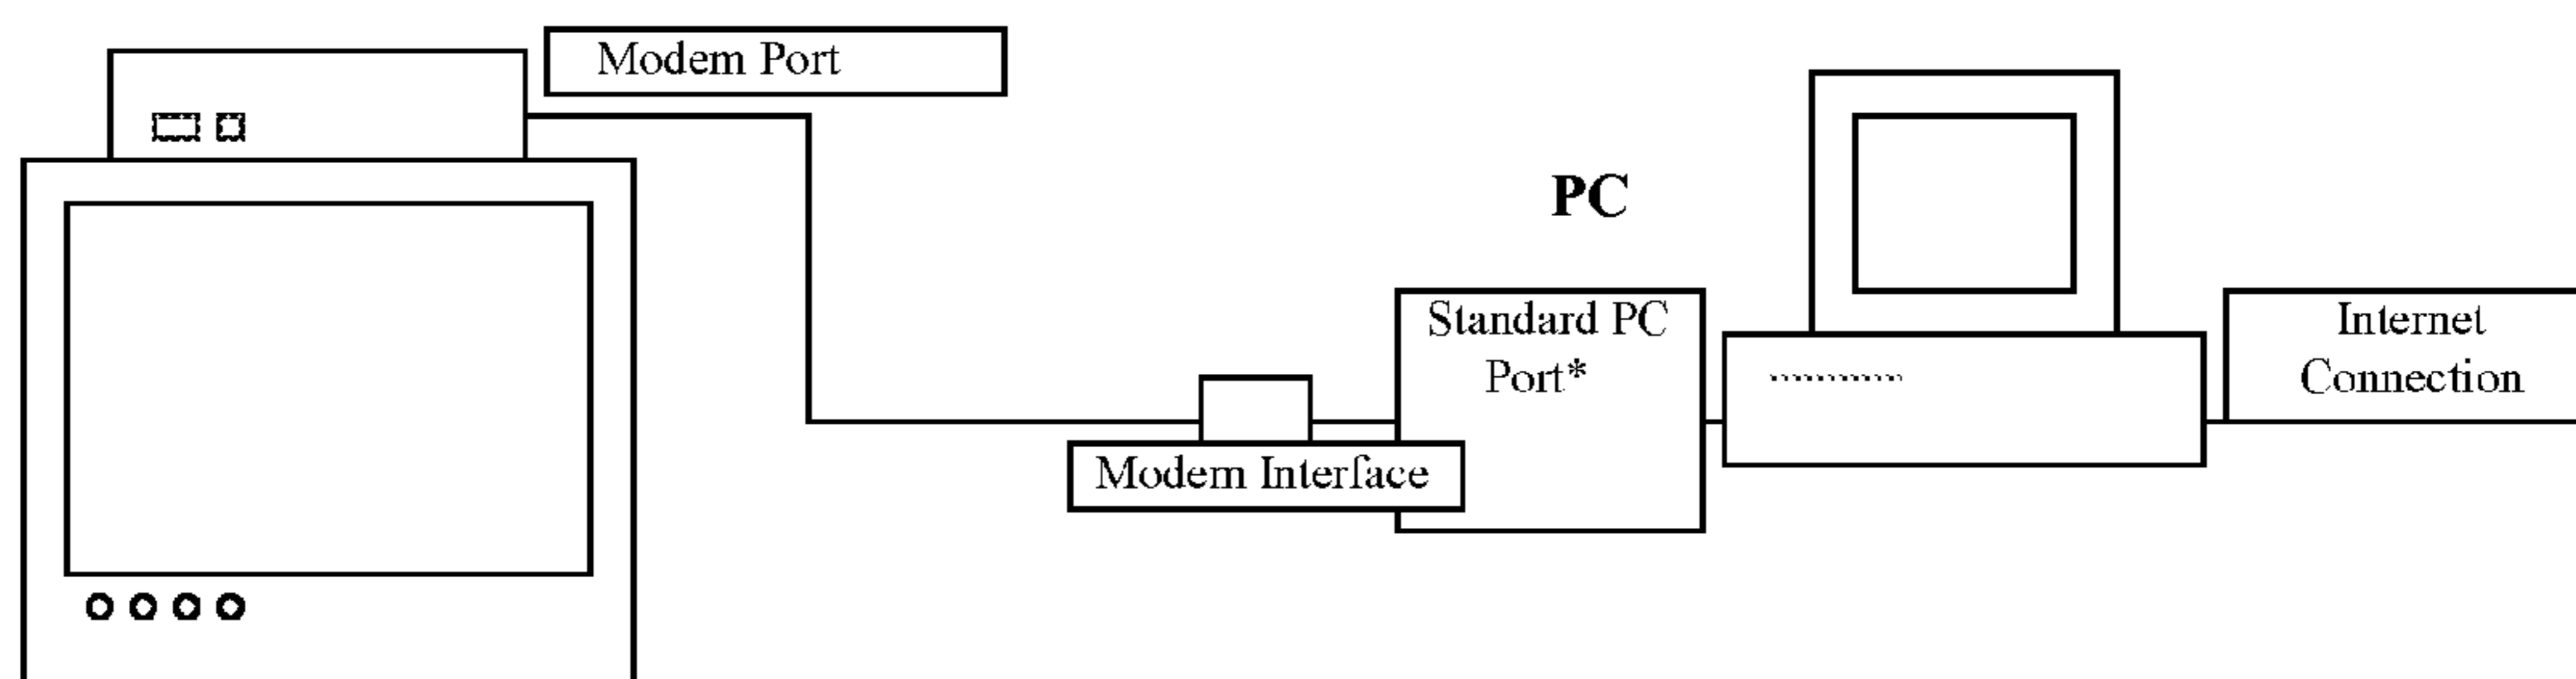 Modem Port
PC
Standard PC
Port*
Modem Interface
Internet
Connection